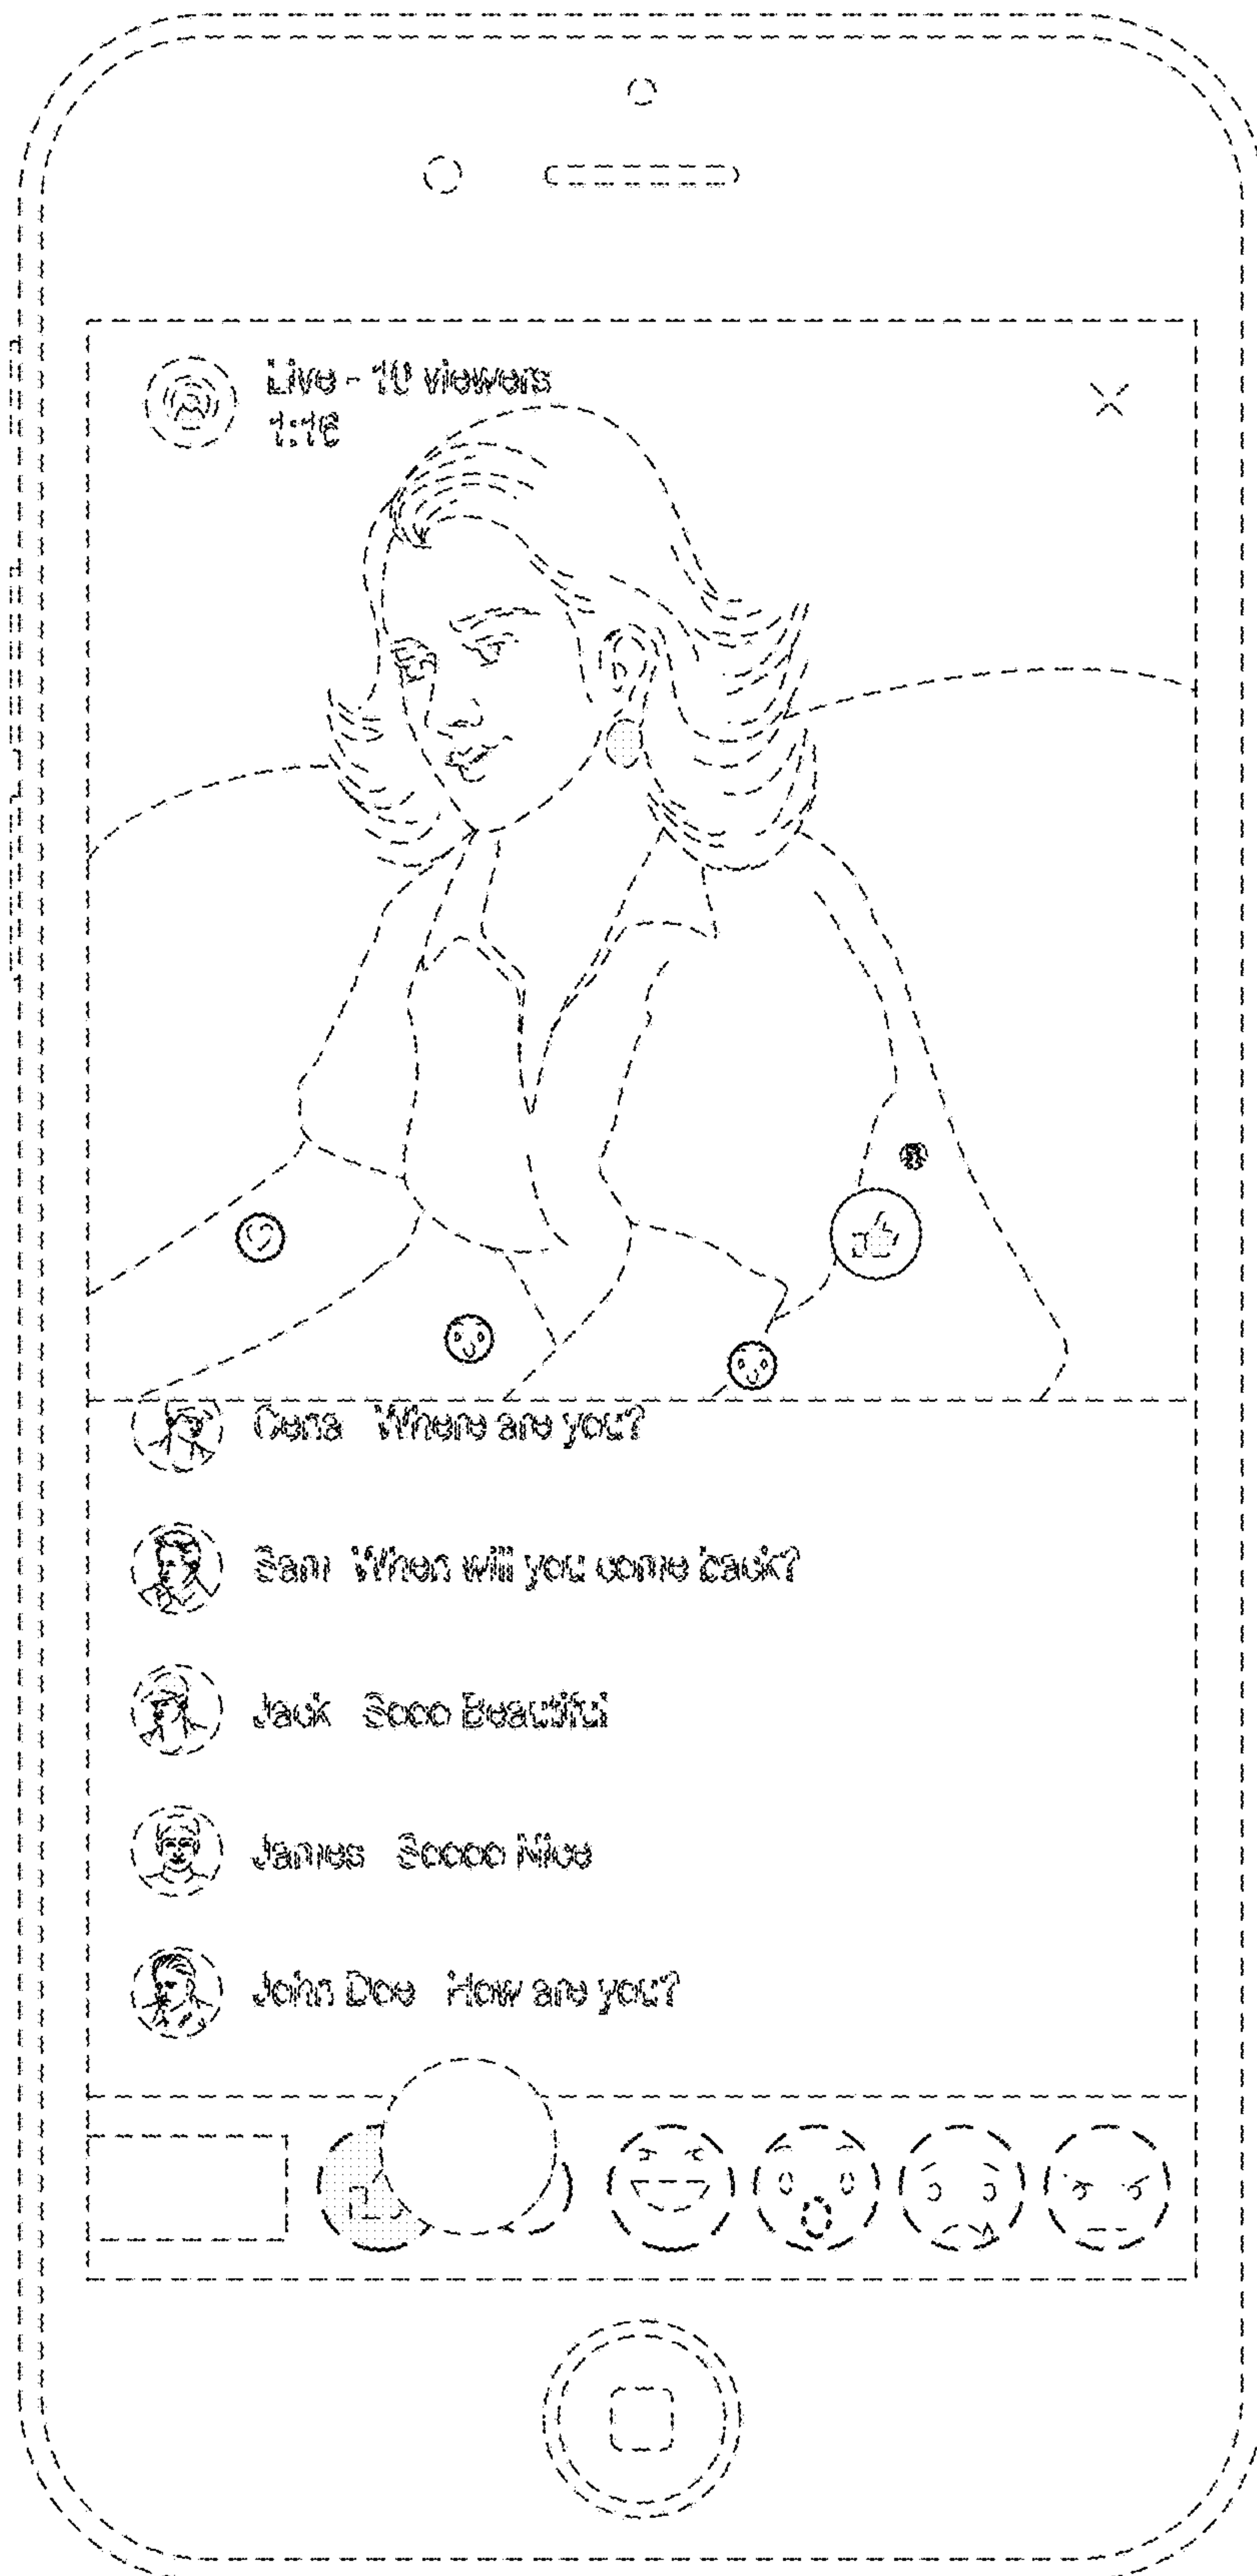 Live - 10 viewers
1:16
Cena Where are you?
Sam When will you come back?
Jack Sooo Beautiful
James Soooo Nice
John Doe How are you?